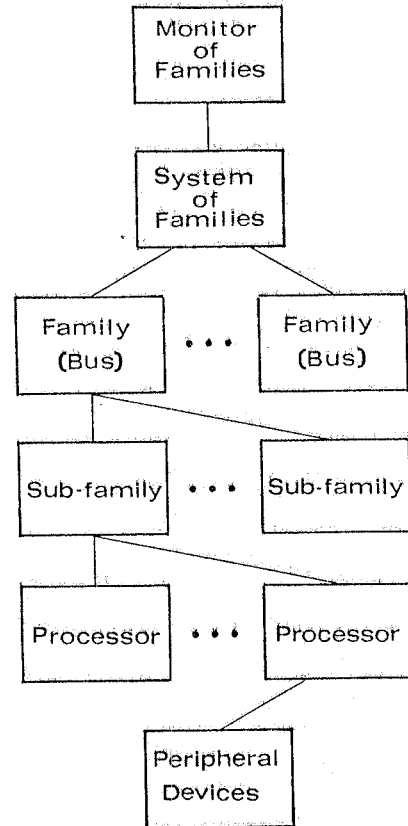 Monitor
of
Families
System
of
Families
Family
(Bus)
• • •
Family
(Bus)
Sub-family
• • •
Sub-family
Processor
• • •
Processor
Peripheral
Devices